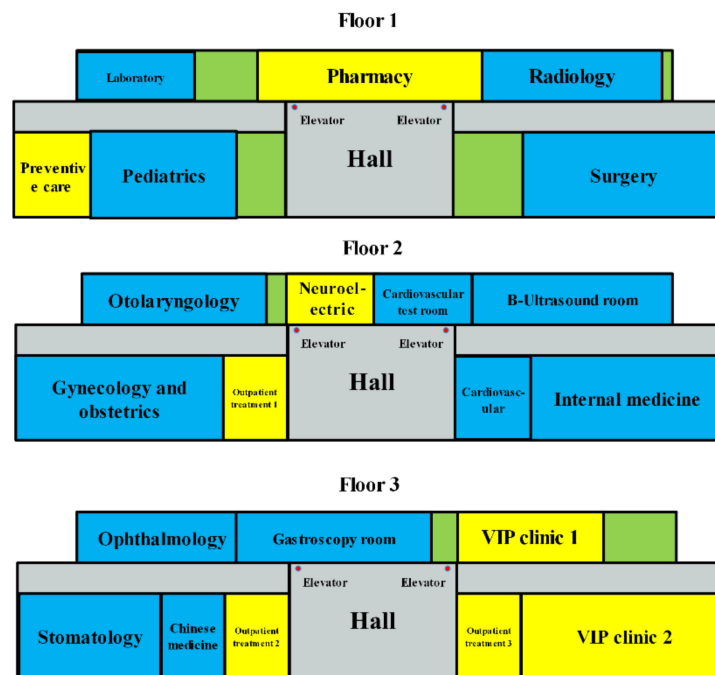 Floor 1
Laboratory
Pharmacy
Radiology
Elevator
Elevator
Preventiv
e care
Pediatrics
Hall
Surgery
Floor 2
Otolaryngology
Neuroel-
ectric
Cardiovascular
test room
B-Ultrasound room
Elevator
Elevator
Gynecology and
obstetrics
Outpatient
treatment 1
Hall
Cardiovasc-
ular
Internal medicine
Floor 3
Ophthalmology
Gastroscopy room
VIP clinic 1
Elevator
Elevator
Stomatology
Chinese
medicine
Outpatient
treatment 2
Hall
Outpatient
treatment 3
VIP clinic 2